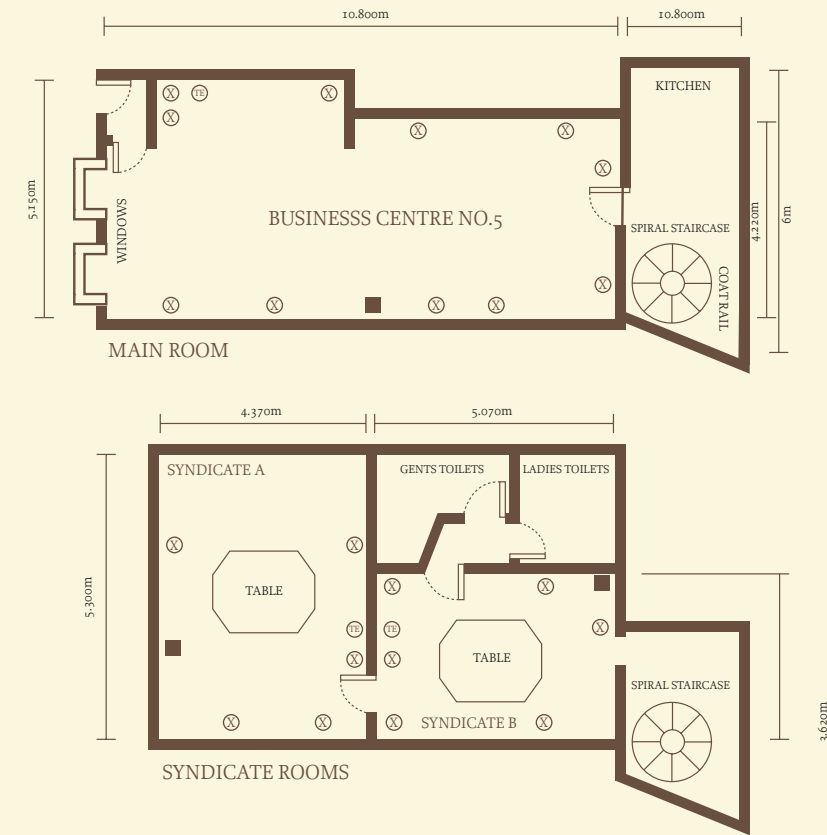 10.800m
10.800m
KITCHEN
X
TE
X
X
X
X
X
5.150m
WINDOWS
BUSINESSS CENTRE NO.5
SPIRAL STAIRCASE
4.220m
6m
COAT RAIL
X
X
X
X
X
X
MAIN ROOM
4.370m
5.070m
SYNDICATE A
GENTS TOILETS
LADIES TOILETS
X
X
5.300m
TABLE
X
X
TE
TE
X
X
X
TABLE
SPIRAL STAIRCASE
X
X
X
SYNDICATE B
X
3.620m
SYNDICATE ROOMS